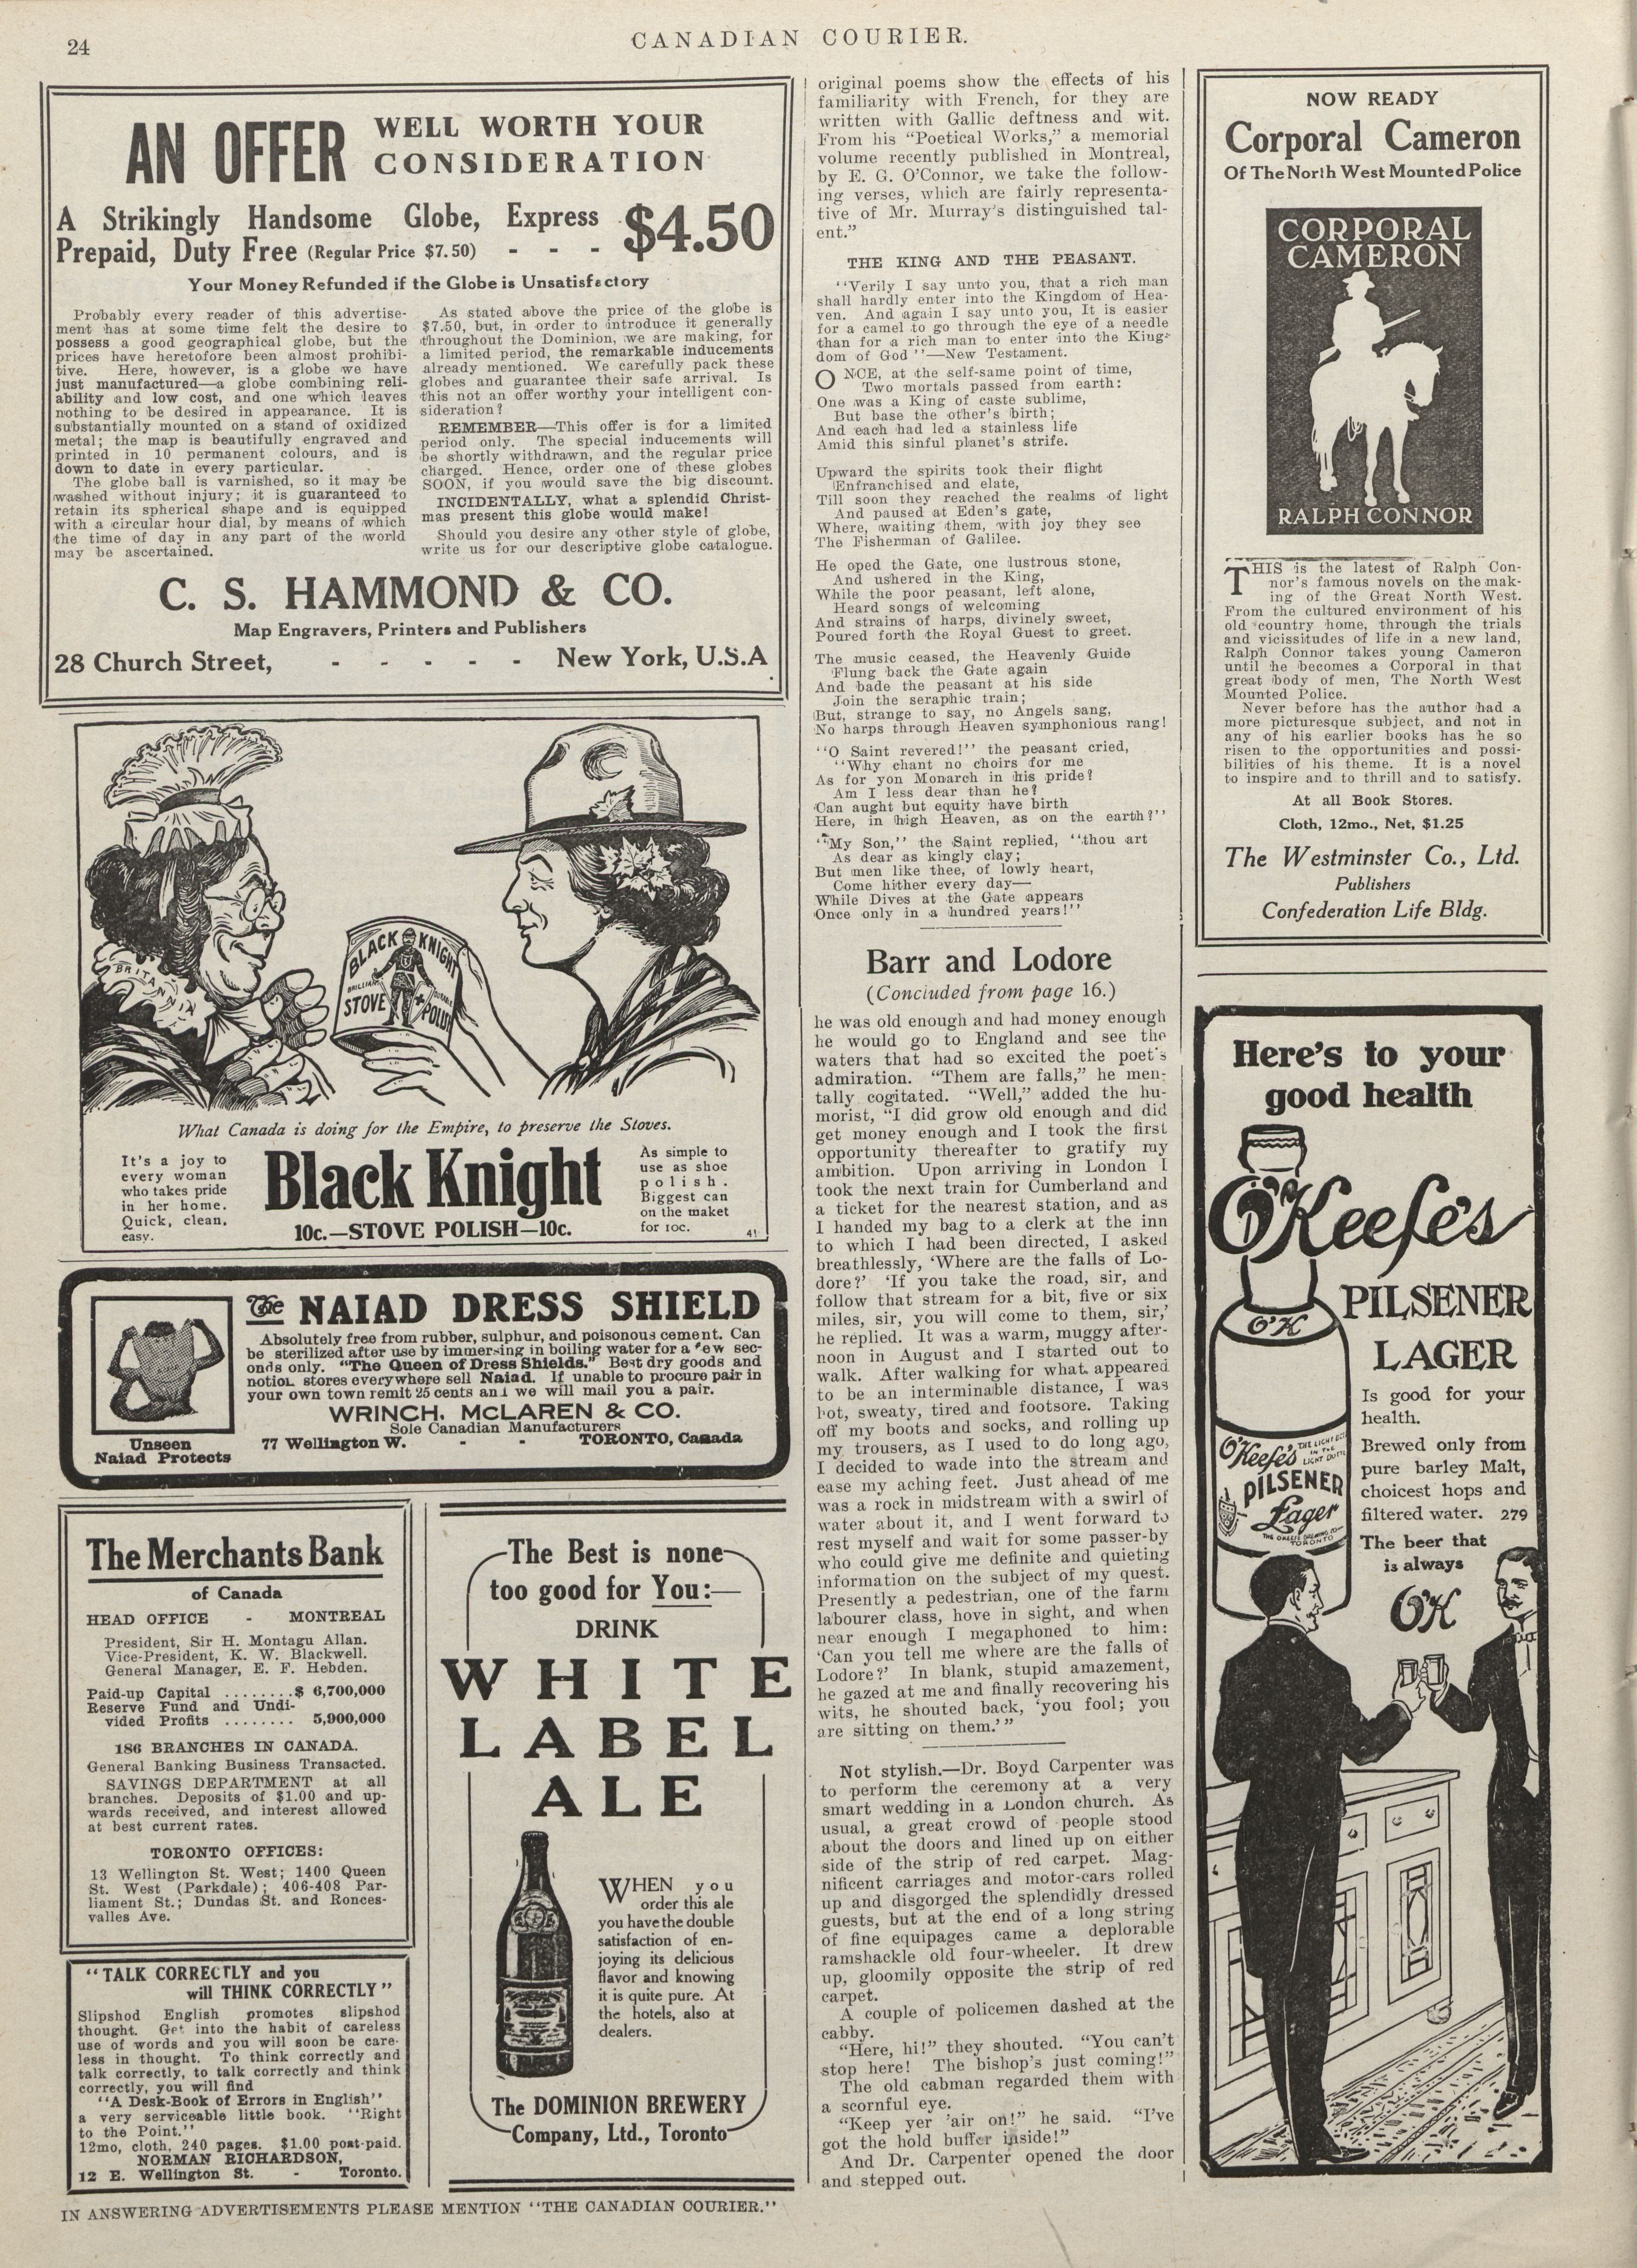 24
CANADIAN COURIER.
AN OFFER WELL WORTH YOUR
CONSIDERATION
A Strikingly Handsome Globe, Express
Prepaid, Duty Free (Regular Price $7.50) - - - $4.50
Your Money Refunded if the Globe is Unsatisfactory
Probably every reader of this advertise-
ment has at some time felt the desire to
possess a good geographical globe, but the
prices have heretofore been almost prohibi-
tive. Here, however, is a globe we have
just manufactured—a globe combining reli-
ability and low cost, and one which leaves
nothing to be desired in appearance. It is
substantially mounted on a stand of oxidized
metal; the map is beautifully engraved and
printed in 10 permanent colours, and is
down to date in every particular.
The globe ball is varnished, so it may be
washed without injury; it is guaranteed to
retain its spherical shape and is equipped
with a circular hour dial, by means of which
the time of day in any part of the world
may be ascertained.
As stated above the price of the globe is
$7.50, but, in order to introduce it generally
throughout the Dominion, we are making, for
a limited period, the remarkable inducements
already mentioned. We carefully pack these
globes and guarantee their safe arrival. Is
this not an offer worthy your intelligent con-
sideration?
REMEMBER—This offer is for a limited
period only. The special inducements will
be shortly withdrawn, and the regular price
charged. Hence, order one of these globes
SOON, if you would save the big discount.
INCIDENTALLY, what a splendid Christ-
mas present this globe would make!
Should you desire any other style of globe,
write us for our descriptive globe catalogue.
C. S. HAMMOND & CO.
Map Engravers, Printers and Publishers
28 Church Street, - - - - - New York, U.S.A.
BRITANNIA
BLACK KNIGHT
BRILLIANT
STOVE POLISH
What Canada is doing for the Empire, to preserve the Stoves.
It's a joy to
every woman
who takes pride
in her home.
Quick, clean,
easy.
Black Knight
10c.—STOVE POLISH—10c.
As simple to
use as shoe
polish.
Biggest can
on the maket
for 10c.
41
The NAIAD DRESS SHIELD
Absolutely free from rubber, sulphur, and poisonous cement. Can
be sterilized after use by immersing in boiling water for a few sec-
onds only. "The Queen of Dress Shields." Best dry goods and
notion stores everywhere sell Naiad. If unable to procure pair in
your own town remit 25 cents and we will mail you a pair.
WRINCH, McLAREN & CO.
Sole Canadian Manufacturers
77 Wellington W. - - TORONTO, Canada
Unseen
Naiad Protects
The Merchants Bank
of Canada
HEAD OFFICE - MONTREAL
President, Sir H. Montagu Allan.
Vice-President, K. W. Blackwell.
General Manager, E. F. Hebden.
Paid-up Capital ........$ 6,700,000
Reserve Fund and Undi-
vided Profits ........ 5,900,000
186 BRANCHES IN CANADA.
General Banking Business Transacted.
SAVINGS DEPARTMENT at all
branches. Deposits of $1.00 and up-
wards received, and interest allowed
at best current rates.
TORONTO OFFICES:
13 Wellington St. West; 1400 Queen
St. West (Parkdale); 406-408 Par-
liament St.; Dundas St. and Ronces-
valles Ave.
"TALK CORRECTLY and you
will THINK CORRECTLY"
Slipshod English promotes slipshod
thought. Get into the habit of careless
use of words and you will soon be care-
less in thought. To think correctly and
talk correctly, to talk correctly and think
correctly, you will find
"A Desk-Book of Errors in English"
a very serviceable little book. "Right
to the Point."
12mo, cloth, 240 pages. $1.00 post-paid.
NORMAN RICHARDSON,
12 E. Wellington St. - Toronto.
The Best is none
too good for You:—
DRINK
WHITE
LABEL
ALE
WHEN you
order this ale
you have the double
satisfaction of en-
joying its delicious
flavor and knowing
it is quite pure. At
the hotels, also at
dealers.
The DOMINION BREWERY
Company, Ltd., Toronto
original poems show the effects of his
familiarity with French, for they are
written with Gallic deftness and wit.
From his "Poetical Works," a memorial
volume recently published in Montreal,
by E. G. O'Connor, we take the follow-
ing verses, which are fairly representa-
tive of Mr. Murray's distinguished tal-
ent."
THE KING AND THE PEASANT.
"Verily I say unto you, that a rich man
shall hardly enter into the Kingdom of Hea-
ven. And again I say unto you, It is easier
for a camel to go through the eye of a needle
than for a rich man to enter into the King-
dom of God"—New Testament.
ONCE, at the self-same point of time,
Two mortals passed from earth:
One was a King of caste sublime,
But base the other's birth;
And each had led a stainless life
Amid this sinful planet's strife.
Upward the spirits took their flight
Enfranchised and elate,
Till soon they reached the realms of light
And paused at Eden's gate,
Where, waiting them, with joy they see
The Fisherman of Galilee.
He oped the Gate, one lustrous stone,
And ushered in the King,
While the poor peasant, left alone,
Heard songs of welcoming
And strains of harps, divinely sweet,
Poured forth the Royal Guest to greet.
The music ceased, the Heavenly Guide
Flung back the Gate again
And bade the peasant at his side
Join the seraphic train;
But, strange to say, no Angels sang,
No harps through Heaven symphonious rang!
"O Saint revered!" the peasant cried,
"Why chant no choirs for me
As for yon Monarch in his pride?
Am I less dear than he?
Can aught but equity have birth
Here, in high Heaven, as on the earth?"
"My Son," the Saint replied, "thou art
As dear as kingly clay;
But men like thee, of lowly heart,
Come hither every day—
While Dives at the Gate appears
Once only in a hundred years!"
Barr and Lodore
(Concluded from page 16.)
he was old enough and had money enough
he would go to England and see the
waters that had so excited the poet's
admiration. "Them are falls," he men-
tally cogitated. "Well," added the hu-
morist, "I did grow old enough and did
get money enough and I took the first
opportunity thereafter to gratify my
ambition. Upon arriving in London I
took the next train for Cumberland and
a ticket for the nearest station, and as
I handed my bag to a clerk at the inn
to which I had been directed, I asked
breathlessly, 'Where are the falls of Lo-
dore?' 'If you take the road, sir, and
follow that stream for a bit, five or six
miles, sir, you will come to them, sir,'
he replied. It was a warm, muggy after-
noon in August and I started out to
walk. After walking for what appeared
to be an interminable distance, I was
hot, sweaty, tired and footsore. Taking
off my boots and socks, and rolling up
my trousers, as I used to do long ago,
I decided to wade into the stream and
ease my aching feet. Just ahead of me
was a rock in midstream with a swirl of
water about it, and I went forward to
rest myself and wait for some passer-by
who could give me definite and quieting
information on the subject of my quest.
Presently a pedestrian, one of the farm
labourer class, hove in sight, and when
near enough I megaphoned to him:
'Can you tell me where are the falls of
Lodore?' In blank, stupid amazement,
he gazed at me and finally recovering his
wits, he shouted back, 'you fool; you
are sitting on them.'"
Not stylish.—Dr. Boyd Carpenter was
to perform the ceremony at a very
smart wedding in a London church. As
usual, a great crowd of people stood
about the doors and lined up on either
side of the strip of red carpet. Mag-
nificent carriages and motor-cars rolled
up and disgorged the splendidly dressed
guests, but at the end of a long string
of fine equipages came a deplorable
ramshackle old four-wheeler. It drew
up, gloomily opposite the strip of red
carpet.
A couple of policemen dashed at the
cabby.
"Here, hi!" they shouted. "You can't
stop here! The bishop's just coming!"
The old cabman regarded them with
a scornful eye.
"Keep yer 'air on!" he said. "I've
got the hold buffer inside!"
And Dr. Carpenter opened the door
and stepped out.
NOW READY
Corporal Cameron
Of The North West Mounted Police
CORPORAL
CAMERON
RALPH CONNOR
THIS is the latest of Ralph Con-
nor's famous novels on the mak-
ing of the Great North West.
From the cultured environment of his
old country home, through the trials
and vicissitudes of life in a new land,
Ralph Connor takes young Cameron
until he becomes a Corporal in that
great body of men, The North West
Mounted Police.
Never before has the author had a
more picturesque subject, and not in
any of his earlier books has he so
risen to the opportunities and possi-
bilities of his theme. It is a novel
to inspire and to thrill and to satisfy.
At all Book Stores.
Cloth, 12mo., Net, $1.25
The Westminster Co., Ltd.
Publishers
Confederation Life Bldg.
Here's to your
good health
O'Keefe's
PILSENER
LAGER
O'K
Is good for your
health.
Brewed only from
pure barley Malt,
choicest hops and
filtered water. 279
The beer that
is always
O'K
O'Keefe's
THE LIGHT BEER
IN THE
LIGHT BOTTLE
PILSENER
Lager
TORONTO
IN ANSWERING ADVERTISEMENTS PLEASE MENTION "THE CANADIAN COURIER."